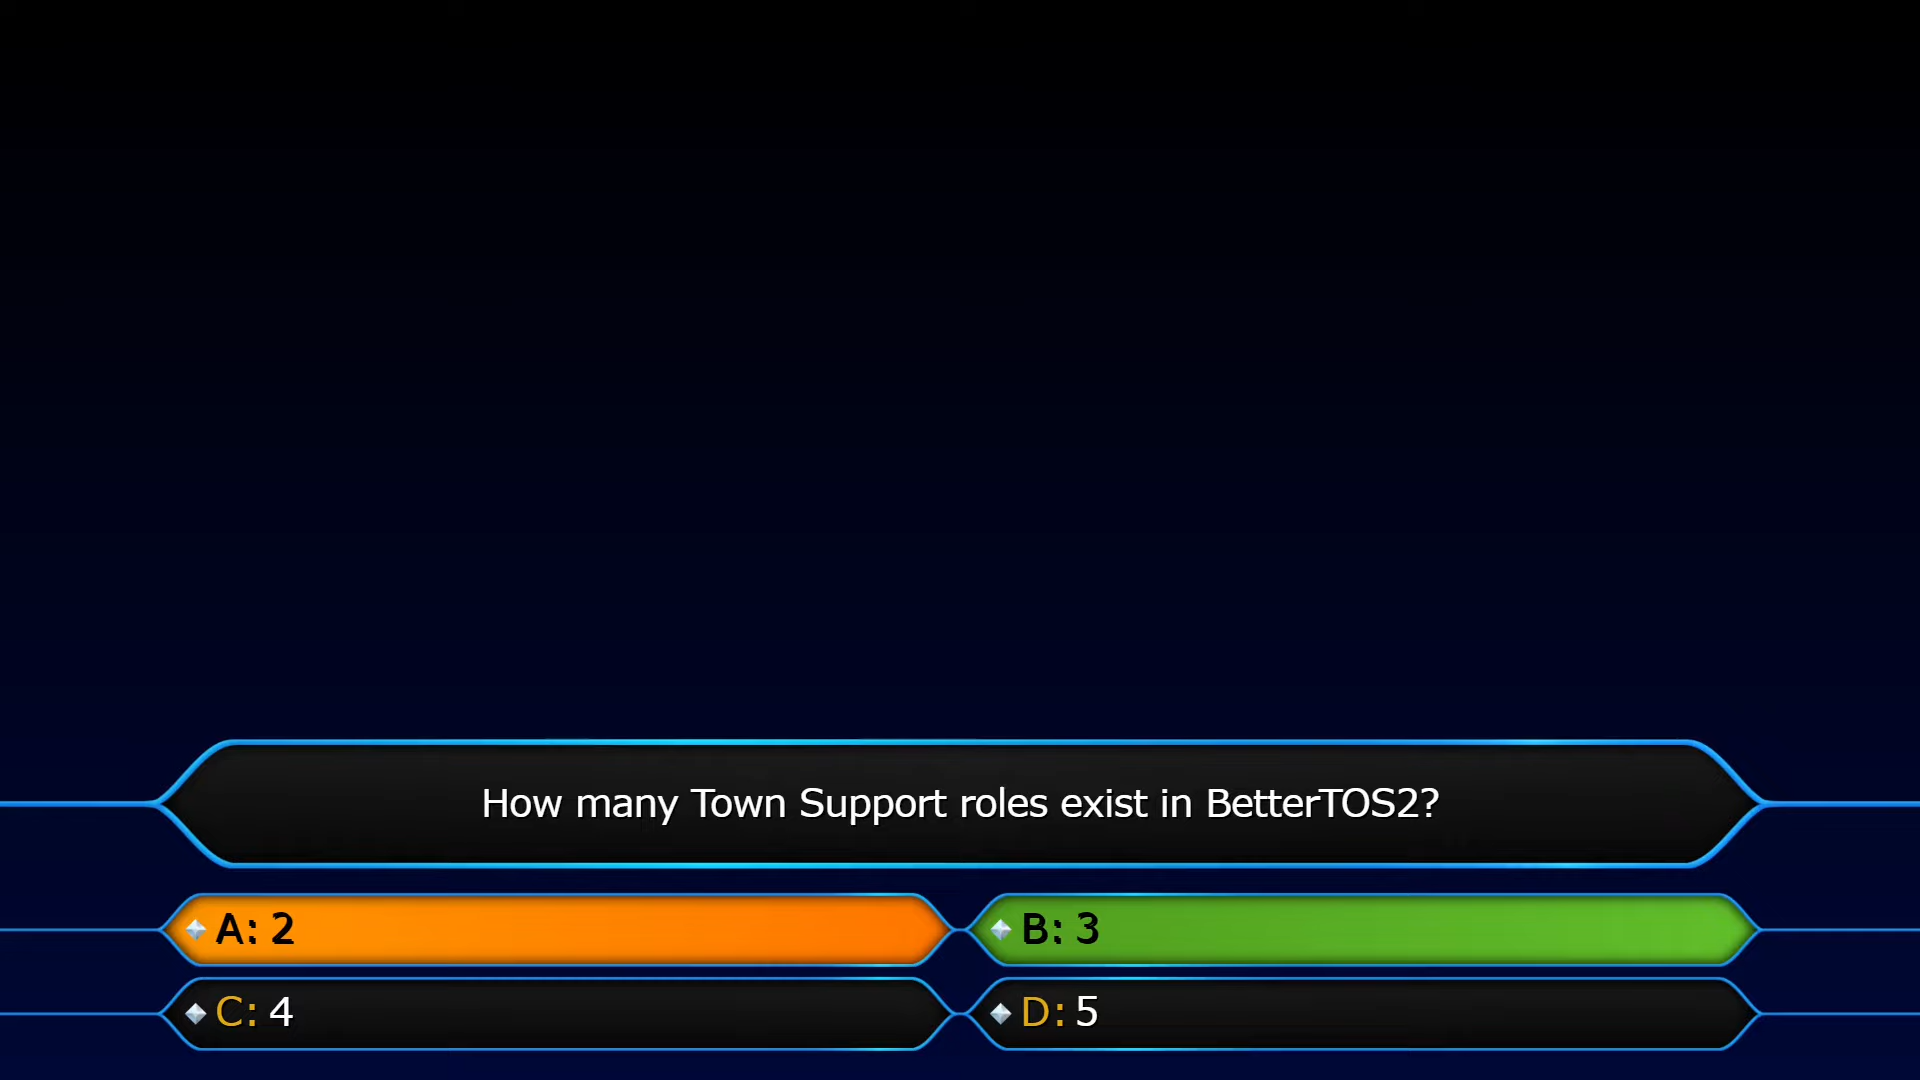 How many Town Support roles exist in BetterTOS2?
A: 2
B: 3
C: 4
D: 5